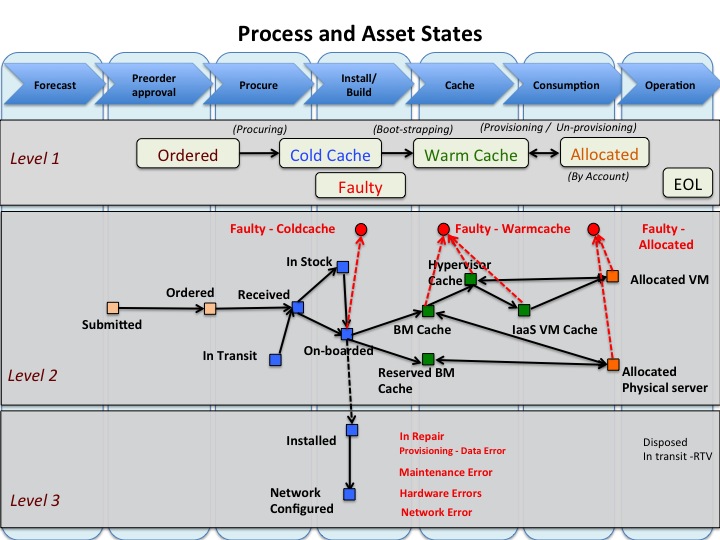 Process and Asset States
Forecast
Preorder
approval
Procure
Install/
Build
Cache
Consumption
Operation
(Procuring)
(Boot-strapping)
(Provisioning / Un-provisioning)
Level 1
Ordered
Cold Cache
Warm Cache
Allocated
(By Account)
Faulty
EOL
Faulty - Coldcache
Faulty - Warmcache
Faulty -
Allocated
In Stock
Hypervisor
Cache
Allocated VM
Ordered
Received
Submitted
BM Cache
IaaS VM Cache
In Transit
On-boarded
Reserved BM
Cache
Allocated
Physical server
Level 2
Installed
In Repair
Provisioning - Data Error
Maintenance Error
Hardware Errors
Network Error
Disposed
In transit -RTV
Network
Configured
Level 3